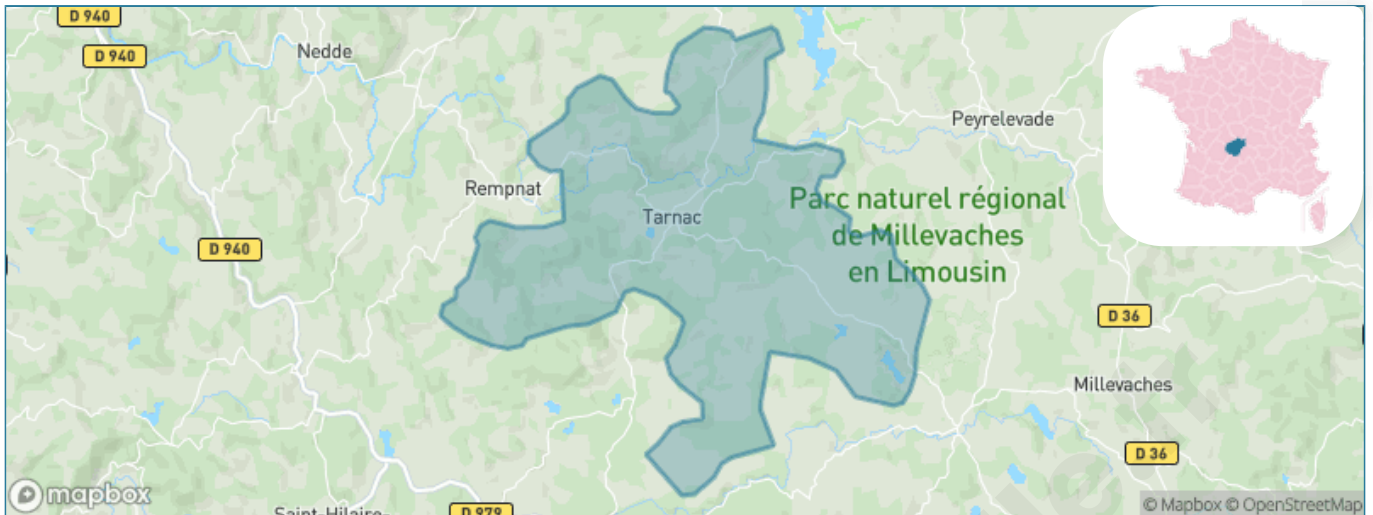 D 940
Nedde
D 940
Peyrelevade
Rempnat
Parc naturel régional
de Millevaches
en Limousin
Tarnac
D 940
D 36
Millevaches
D 36
Saint-Hilaire-
D 979
mapbox
© Mapbox © OpenStreetMap